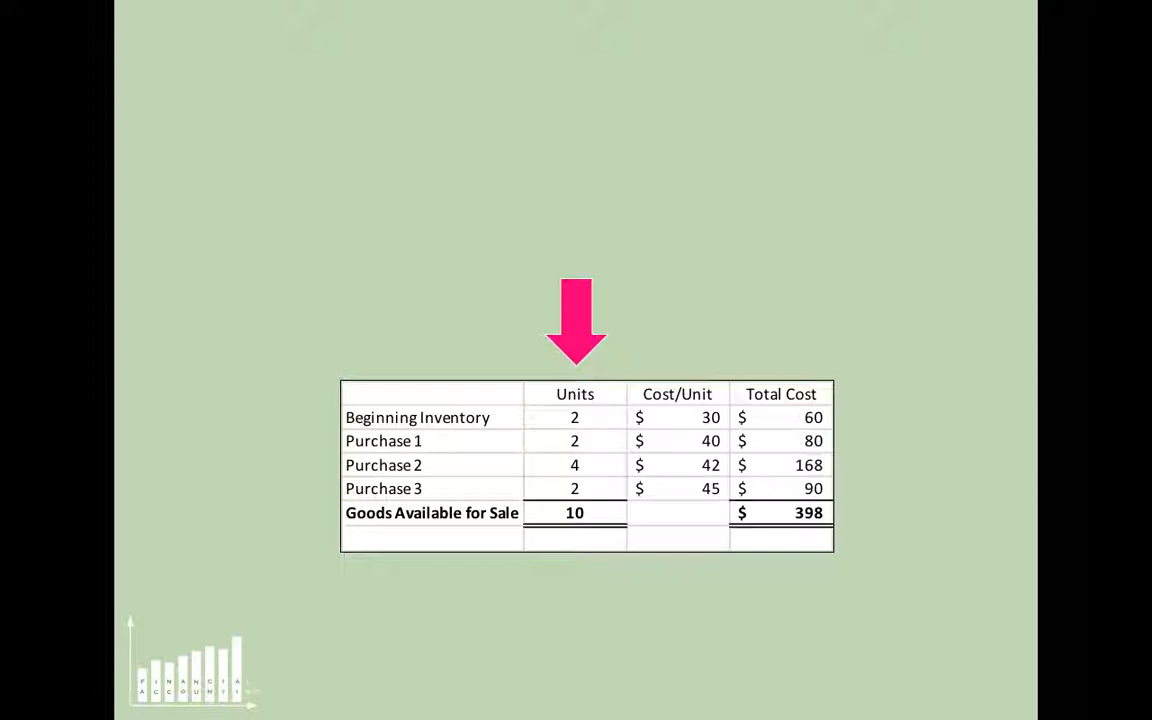 Units Cost/Unit Total Cost
Beginning Inventory 2 $ 30 $ 60
Purchase 1 2 $ 40 $ 80
Purchase 2 4 $ 42 $ 168
Purchase 3 2 $ 45 $ 90
Goods Available for Sale 10 $ 398
F I N A N C I A L
A C C O U N T I N G